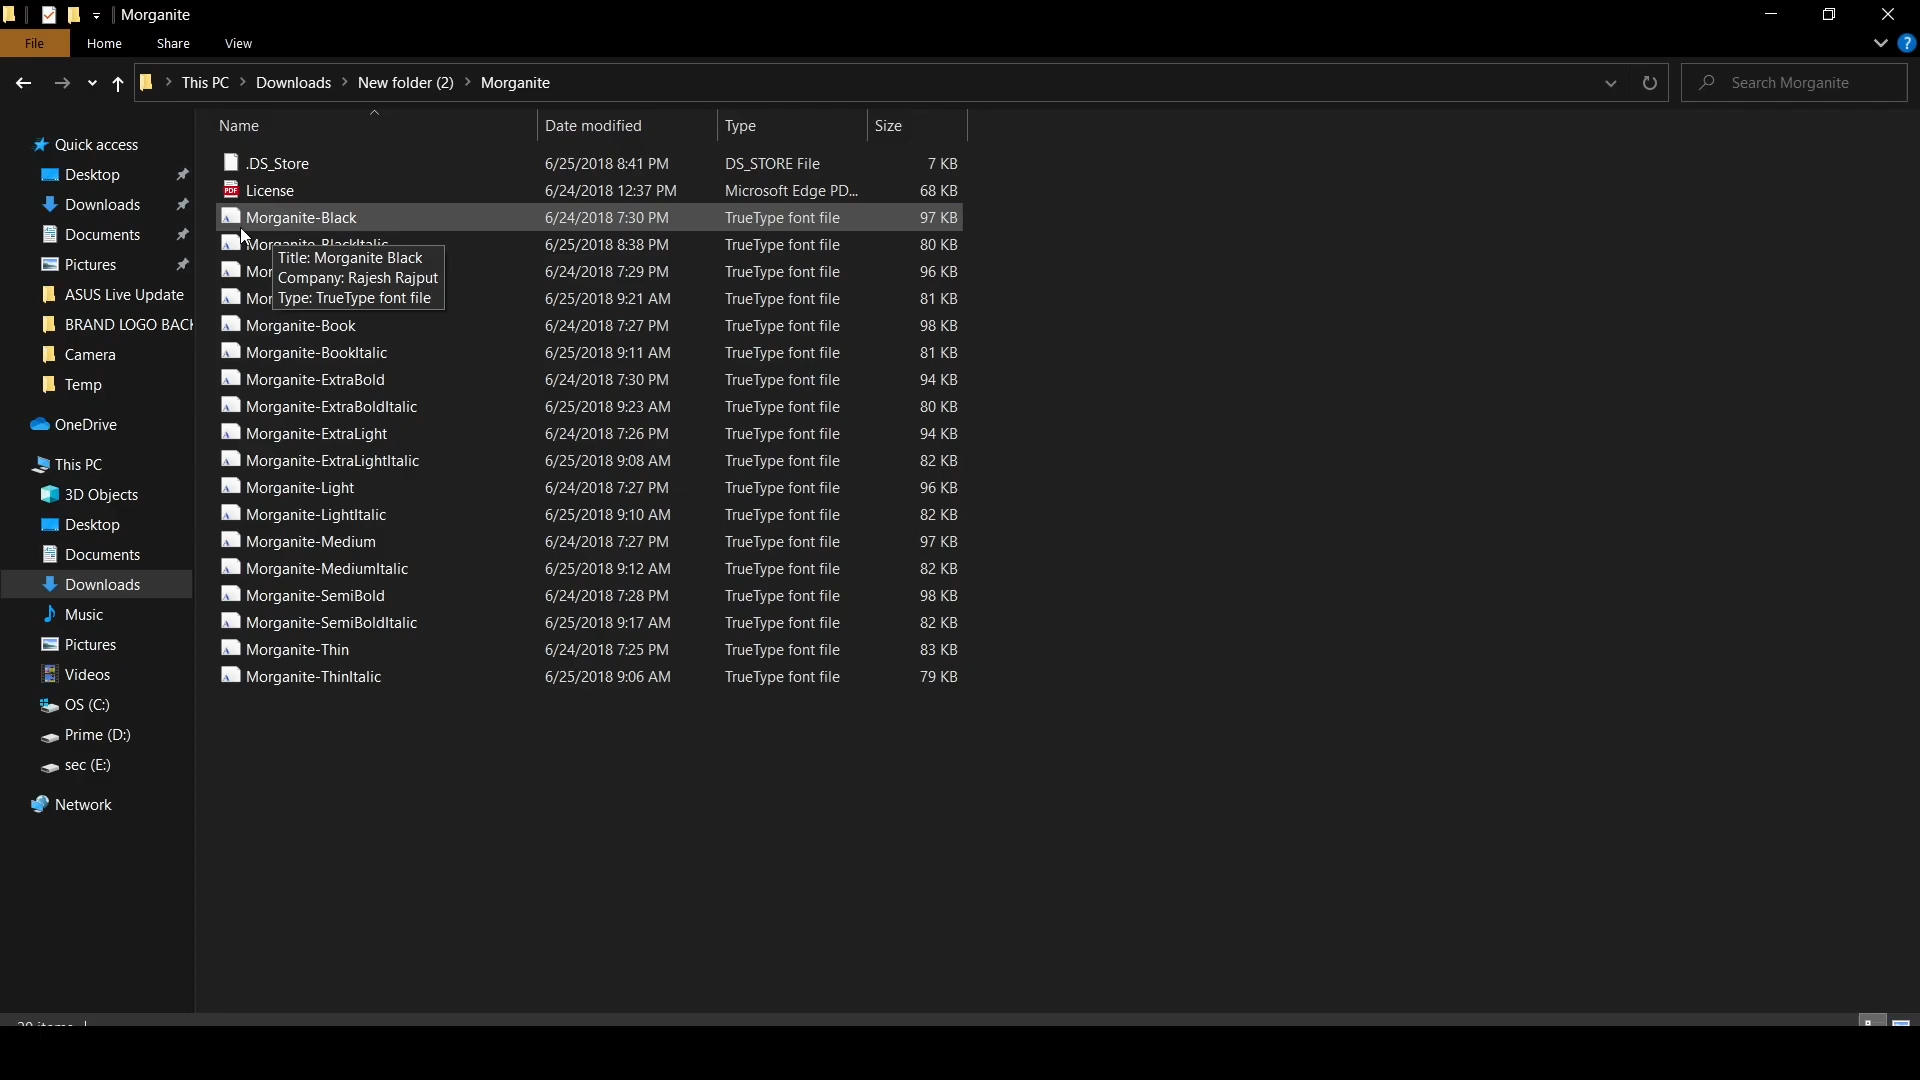 Morganite
File Home Share View
This PC > Downloads > New folder (2) > Morganite
Search Morganite
Name Date modified Type Size
Quick access
Desktop
Downloads
Documents
Pictures
ASUS Live Update
BRAND LOGO BACK
Camera
Temp
OneDrive
This PC
3D Objects
Desktop
Documents
Downloads
Music
Pictures
Videos
OS (C:)
Prime (D:)
sec (E:)
Network
.DS_Store 6/25/2018 8:41 PM DS_STORE File 7 KB
License 6/24/2018 12:37 PM Microsoft Edge PD... 68 KB
Morganite-Black 6/24/2018 7:30 PM TrueType font file 97 KB
Morganite-BlackItalic 6/25/2018 8:38 PM TrueType font file 80 KB
Mor 6/24/2018 7:29 PM TrueType font file 96 KB
Mor 6/25/2018 9:21 AM TrueType font file 81 KB
Title: Morganite Black
Company: Rajesh Rajput
Type: TrueType font file
Morganite-Book 6/24/2018 7:27 PM TrueType font file 98 KB
Morganite-BookItalic 6/25/2018 9:11 AM TrueType font file 81 KB
Morganite-ExtraBold 6/24/2018 7:30 PM TrueType font file 94 KB
Morganite-ExtraBoldItalic 6/25/2018 9:23 AM TrueType font file 80 KB
Morganite-ExtraLight 6/24/2018 7:26 PM TrueType font file 94 KB
Morganite-ExtraLightItalic 6/25/2018 9:08 AM TrueType font file 82 KB
Morganite-Light 6/24/2018 7:27 PM TrueType font file 96 KB
Morganite-LightItalic 6/25/2018 9:10 AM TrueType font file 82 KB
Morganite-Medium 6/24/2018 7:27 PM TrueType font file 97 KB
Morganite-MediumItalic 6/25/2018 9:12 AM TrueType font file 82 KB
Morganite-SemiBold 6/24/2018 7:28 PM TrueType font file 98 KB
Morganite-SemiBoldItalic 6/25/2018 9:17 AM TrueType font file 82 KB
Morganite-Thin 6/24/2018 7:25 PM TrueType font file 83 KB
Morganite-ThinItalic 6/25/2018 9:06 AM TrueType font file 79 KB
20 items